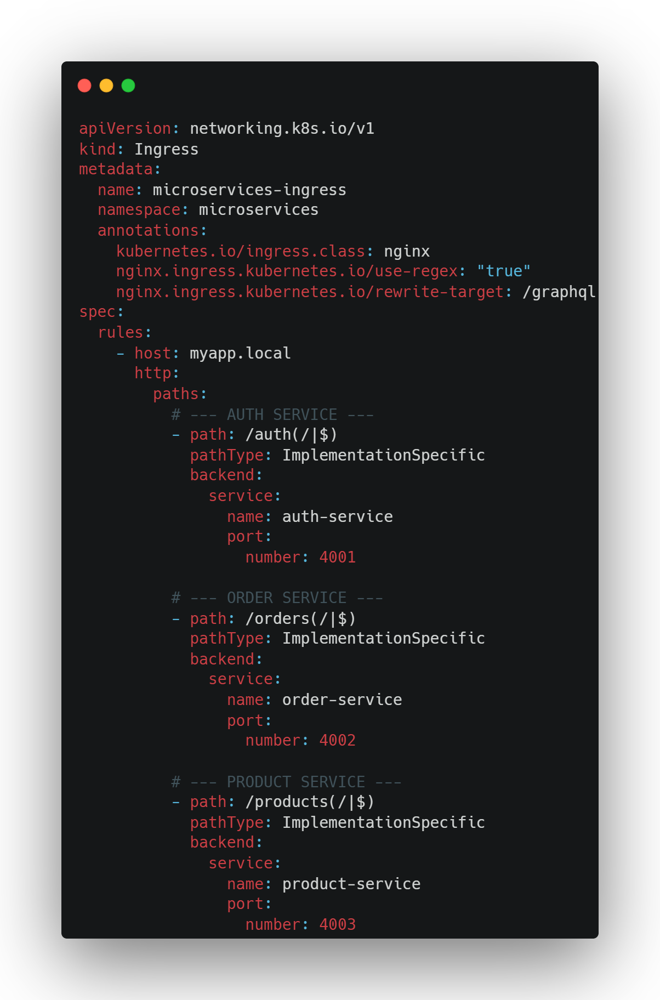 apiVersion: networking.k8s.io/v1
kind: Ingress
metadata:
  name: microservices-ingress
  namespace: microservices
  annotations:
    kubernetes.io/ingress.class: nginx
    nginx.ingress.kubernetes.io/use-regex: "true"
    nginx.ingress.kubernetes.io/rewrite-target: /graphql
spec:
  rules:
    - host: myapp.local
      http:
        paths:
          # --- AUTH SERVICE ---
          - path: /auth(/|$)
            pathType: ImplementationSpecific
            backend:
              service:
                name: auth-service
                port:
                  number: 4001

          # --- ORDER SERVICE ---
          - path: /orders(/|$)
            pathType: ImplementationSpecific
            backend:
              service:
                name: order-service
                port:
                  number: 4002

          # --- PRODUCT SERVICE ---
          - path: /products(/|$)
            pathType: ImplementationSpecific
            backend:
              service:
                name: product-service
                port:
                  number: 4003